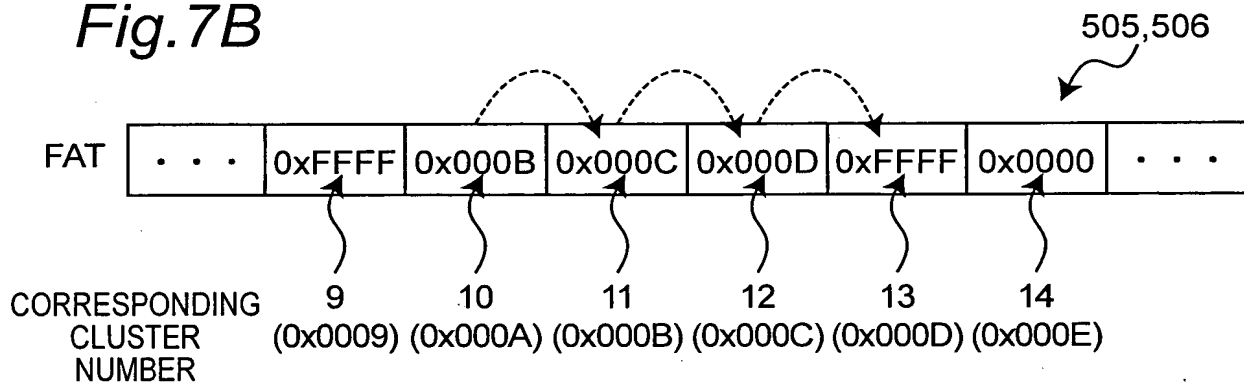 Fig.7B
505,506
FAT · · · 0xFFFF 0x000B 0x000C 0x000D 0xFFFF 0x0000 · · ·
CORRESPONDING 9 10 11 12 13 14
CLUSTER (0x0009) (0x000A) (0x000B) (0x000C) (0x000D) (0x000E)
NUMBER